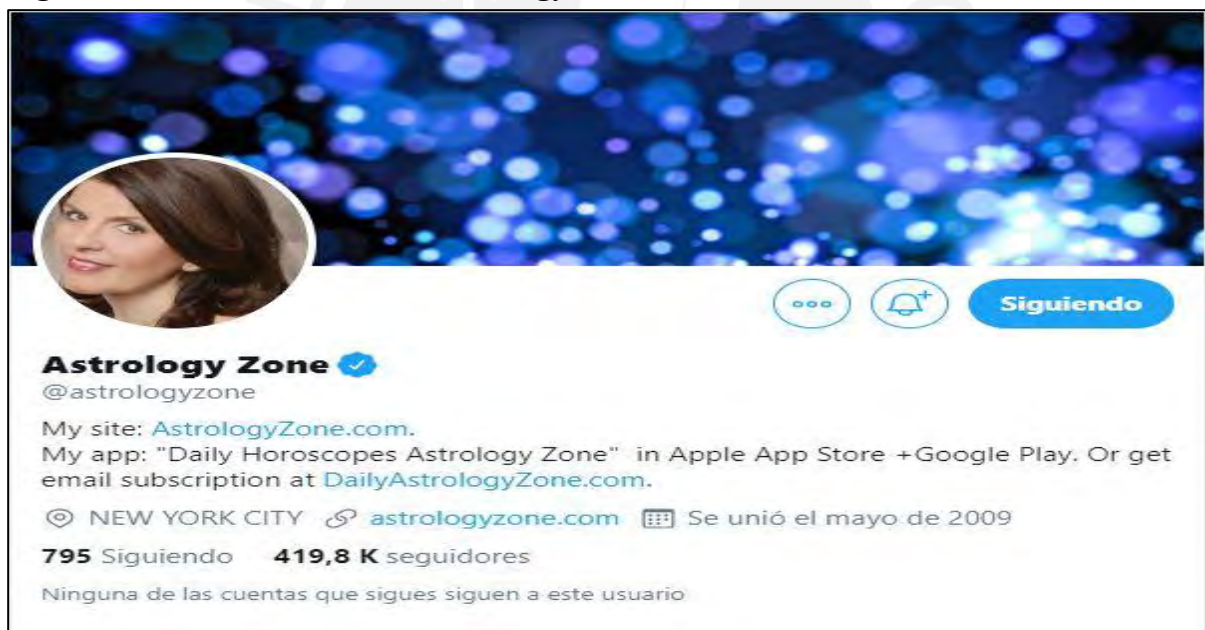 Siguiendo
Astrology Zone
@astrologyzone
My site: AstrologyZone.com.
My app: "Daily Horoscopes Astrology Zone" in Apple App Store +Google Play. Or get
email subscription at DailyAstrologyZone.com.
NEW YORK CITY astrologyzone.com Se unió el mayo de 2009
795 Siguiendo 419,8 K seguidores
Ninguna de las cuentas que sigues siguen a este usuario